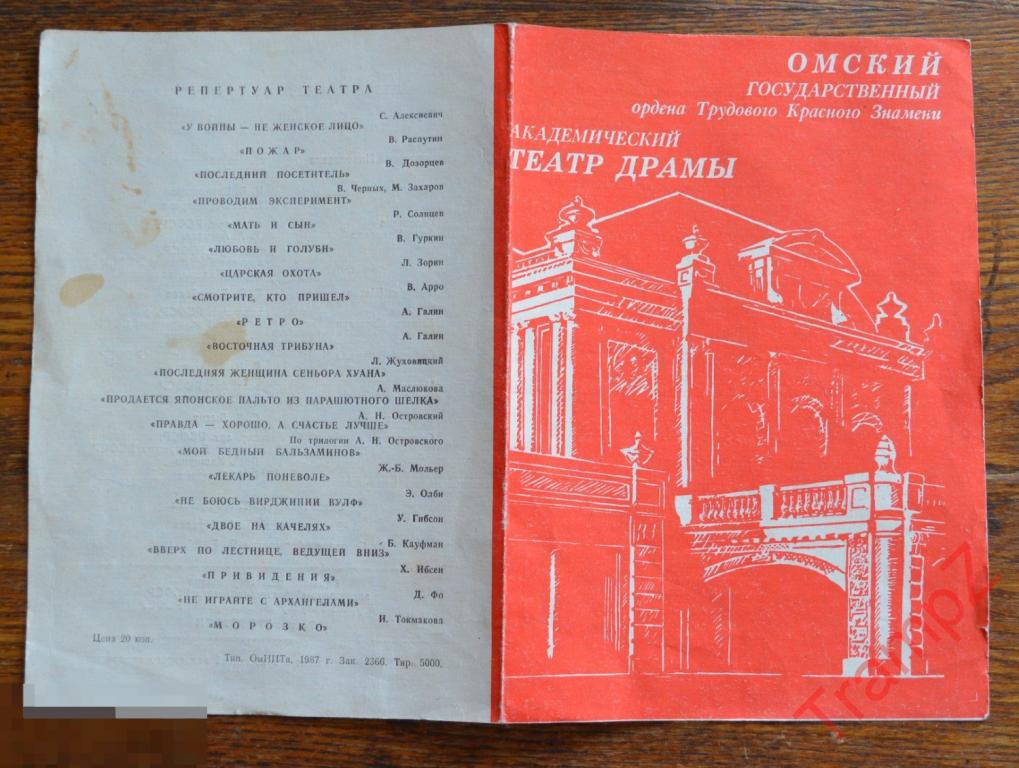 РЕПЕРТУАР ТЕАТРА
С. Алексиевич
«У ВОЙНЫ — НЕ ЖЕНСКОЕ ЛИЦО»
В. Распутин
«ПОЖАР»
В. Дозорцев
«ПОСЛЕДНИЙ ПОСЕТИТЕЛЬ»
В. Черных, М. Захаров
«ПРОВОДИМ ЭКСПЕРИМЕНТ»
Р. Солнцев
«МАТЬ И СЫН»
В. Гуркин
«ЛЮБОВЬ И ГОЛУБИ»
Л. Зорин
«ЦАРСКАЯ ОХОТА»
В. Арро
«СМОТРИТЕ, КТО ПРИШЕЛ»
А. Галин
«РЕТРО»
А. Галин
«ВОСТОЧНАЯ ТРИБУНА»
Л. Жуховицкий
«ПОСЛЕДНЯЯ ЖЕНЩИНА СЕНЬОРА ХУАНА»
А. Маслюкова
«ПРОДАЕТСЯ ЯПОНСКОЕ ПАЛЬТО ИЗ ПАРАШЮТНОГО ШЕЛКА»
А. Н. Островский
«ПРАВДА — ХОРОШО, А СЧАСТЬЕ ЛУЧШЕ»
По трилогии А. Н. Островского
«МОЙ БЕДНЫЙ БАЛЬЗАМИНОВ»
Ж.-Б. Мольер
«ЛЕКАРЬ ПОНЕВОЛЕ»
Э. Олби
«НЕ БОЮСЬ ВИРДЖИНИИ ВУЛФ»
У. Гибсон
«ДВОЕ НА КАЧЕЛЯХ»
Б. Кауфман
«ВВЕРХ ПО ЛЕСТНИЦЕ, ВЕДУЩЕЙ ВНИЗ»
Х. Ибсен
«ПРИВИДЕНИЯ»
Д. Фо
«НЕ ИГРАЙТЕ С АРХАНГЕЛАМИ»
И. Токмакова
«МОРОЗКО»
Цена 20 коп.
Тип. ОмИИТа, 1987 г. Зак. 2366. Тир. 5000.
ОМСКИЙ
ГОСУДАРСТВЕННЫЙ
ордена Трудового Красного Знамени
АКАДЕМИЧЕСКИЙ
ТЕАТР ДРАМЫ
TrampZ